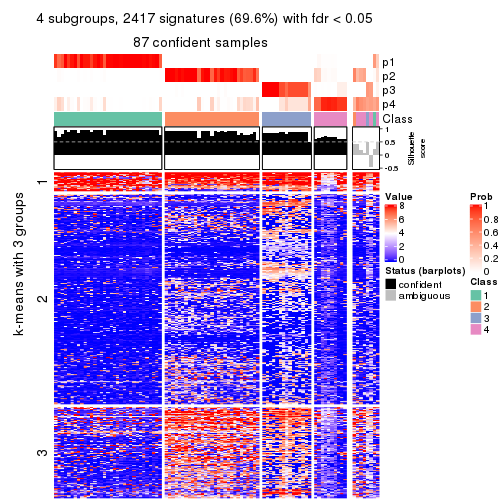 4 subgroups, 2417 signatures (69.6%) with fdr < 0.05
87 confident samples
p1
p2
p3
p4
Class
1
0.5
0
-0.5
Silhouette
score
k-means with 3 groups
1
2
3
Value
8
6
4
2
0
Status (barplots)
confident
ambiguous
Prob
1
0.8
0.6
0.4
0.2
0
Class
1
2
3
4